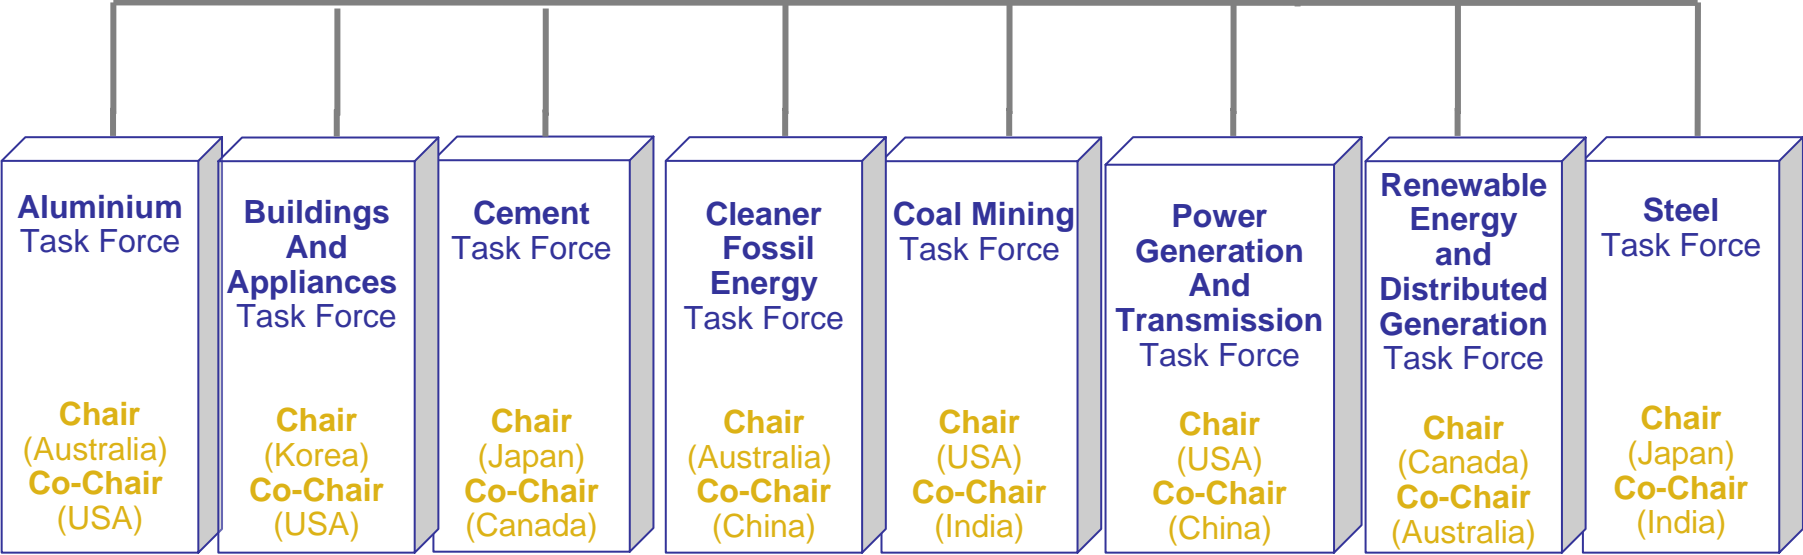 Aluminium
Task Force
Chair
(Australia)
Co-Chair
(USA)
Buildings
And
Appliances
Task Force
Chair
(Korea)
Co-Chair
(USA)
Cement
Task Force
Chair
(Japan)
Co-Chair
(Canada)
Cleaner
Fossil
Energy
Task Force
Chair
(Australia)
Co-Chair
(China)
Coal Mining
Task Force
Chair
(USA)
Co-Chair
(India)
Power
Generation
And
Transmission
Task Force
Chair
(USA)
Co-Chair
(China)
Renewable
Energy
and
Distributed
Generation
Task Force
Chair
(Canada)
Co-Chair
(Australia)
Steel
Task Force
Chair
(Japan)
Co-Chair
(India)